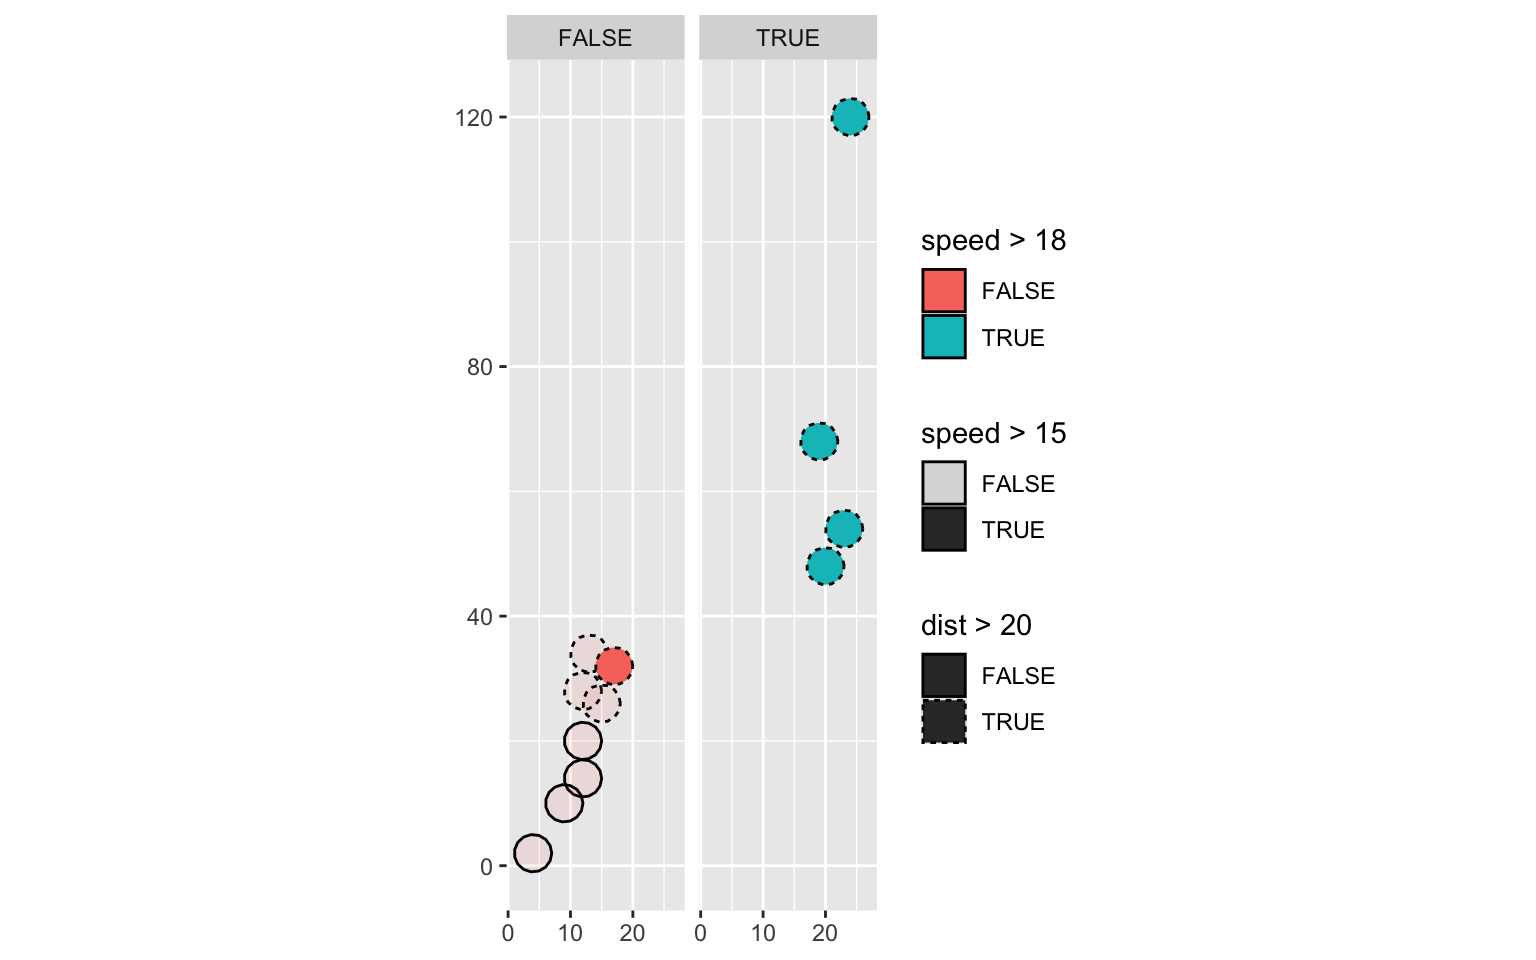 FALSE TRUE
120
80
40
0
0 10 20 0 10 20
speed > 18
FALSE
TRUE
speed > 15
FALSE
TRUE
dist > 20
FALSE
TRUE